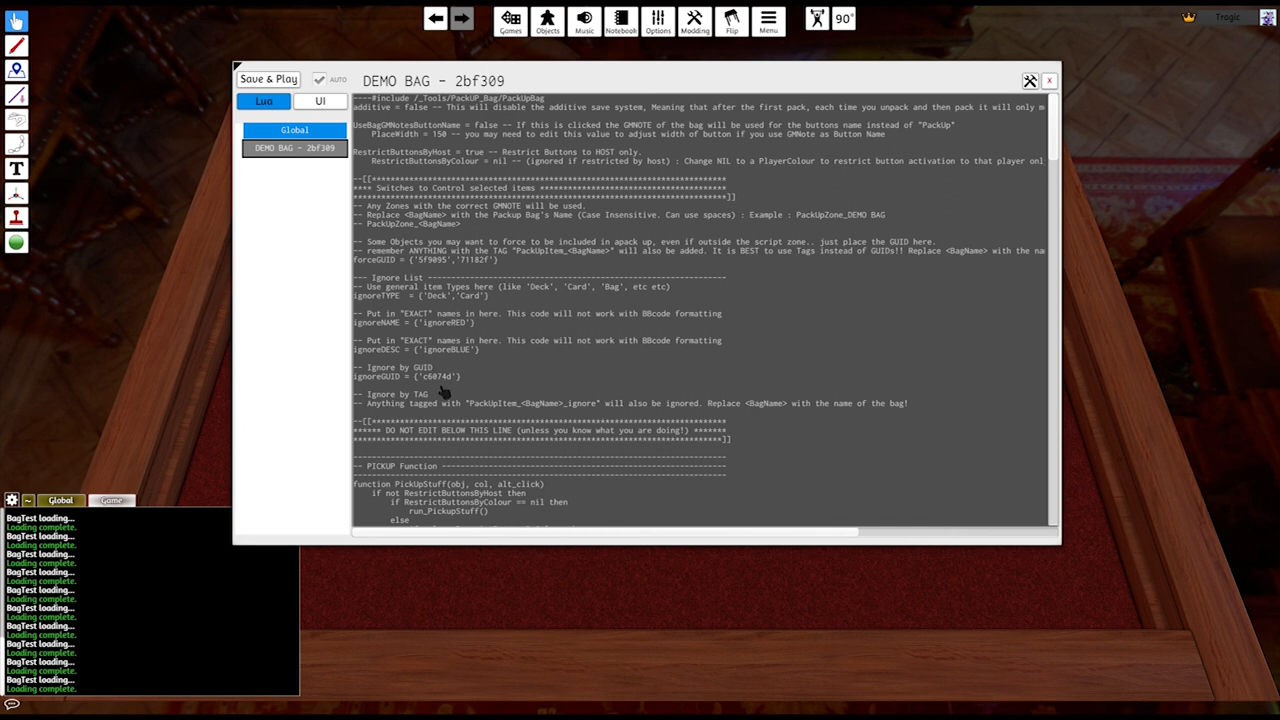 Games
Objects
Music
Notebook
Options
Modding
Flip
Menu
90°
Tragic
Save & Play
AUTO
DEMO BAG - 2bf309
x
Lua
UI
Global
DEMO BAG - 2bf309
----#include /_Tools/PackUP_Bag/PackUpBag
additive = false -- This will disable the additive save system, Meaning that after the first pack, each time you unpack and then pack it will only m
UseBagGMNotesButtonName = false -- If this is clicked the GMNOTE of the bag will be used for the buttons name instead of "PackUp"
PlaceWidth = 150 -- you may need to edit this value to adjust width of button if you use GMNote as Button Name
RestrictButtonsByHost = true -- Restrict Buttons to HOST only.
RestrictButtonsByColour = nil -- (ignored if restricted by host) : Change NIL to a PlayerColour to restrict button activation to that player onl
--[[***************************************************************************
**** Switches to Control selected items ***************************************
******************************************************************************]]
-- Any Zones with the correct GMNOTE will be used.
-- Replace <BagName> with the Packup Bag's Name (Case Insensitive. Can use spaces) : Example : PackUpZone_DEMO BAG
-- PackUpZone_<BagName>
-- Some Objects you may want to force to be included in apack up, even if outside the script zone.. just place the GUID here.
-- remember ANYTHING with the TAG "PackUpItem_<BagName>" will also be added. It is BEST to use Tags instead of GUIDs!! Replace <BagName> with the na
forceGUID = {'5f9095','71182f'}
--- Ignore List ---------------------------------------------------------------
-- Use general item Types here (like 'Deck', 'Card', 'Bag', etc etc)
ignoreTYPE = {'Deck','Card'}
-- Put in "EXACT" names in here. This code will not work with BBcode formatting
ignoreNAME = {'ignoreRED'}
-- Put in "EXACT" names in here. This code will not work with BBcode formatting
ignoreDESC = {'ignoreBLUE'}
-- Ignore by GUID
ignoreGUID = {'c6074d'}
-- Ignore by TAG
-- Anything tagged with "PackUpItem_<BagName>_ignore" will also be ignored. Replace <BagName> with the name of the bag!
--[[***************************************************************************
****** DO NOT EDIT BELOW THIS LINE (unless you know what you are doing!) *******
******************************************************************************]]
-------------------------------------------------------------------------------
-- PICKUP Function ------------------------------------------------------------
-------------------------------------------------------------------------------
function PickUpStuff(obj, col, alt_click)
if not RestrictButtonsByHost then
if RestrictButtonsByColour == nil then
run_PickupStuff()
else
~
Global
Game
BagTest loading...
Loading complete.
BagTest loading...
Loading complete.
BagTest loading...
Loading complete.
BagTest loading...
Loading complete.
BagTest loading...
Loading complete.
BagTest loading...
Loading complete.
BagTest loading...
Loading complete.
BagTest loading...
Loading complete.
BagTest loading...
Loading complete.
BagTest loading...
Loading complete.